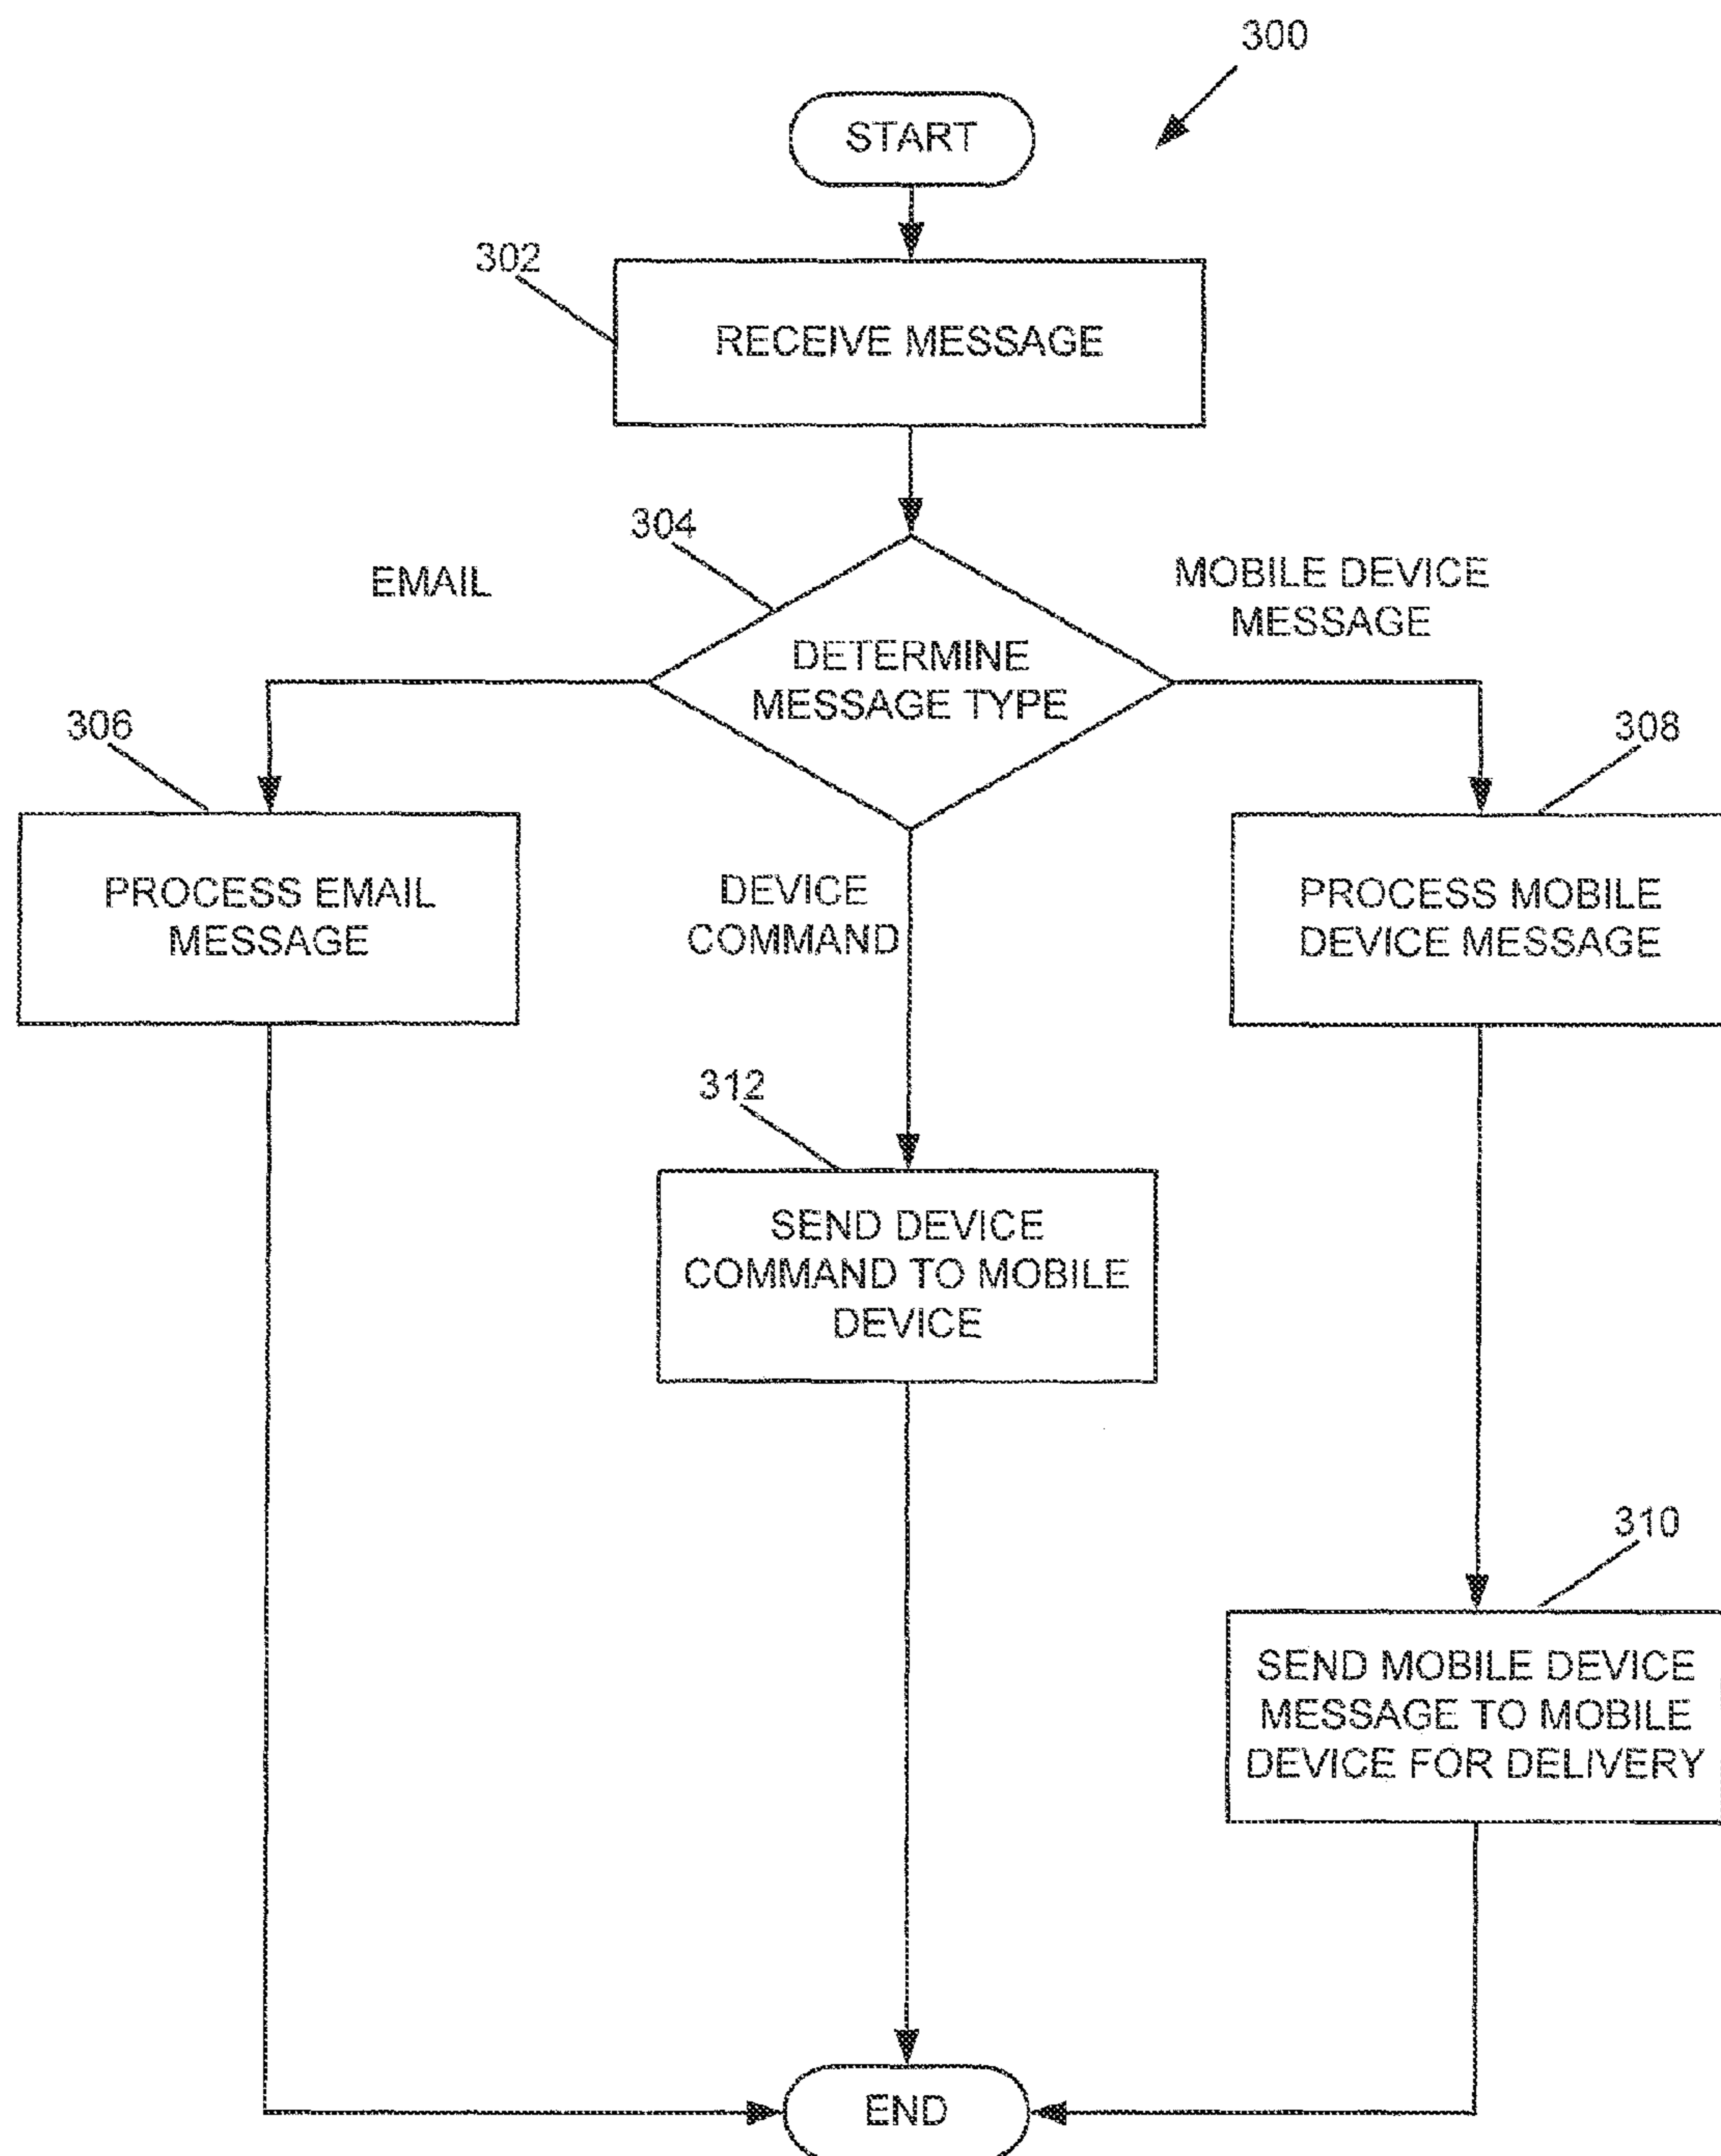 300
START
302
RECEIVE MESSAGE
304
EMAIL
MOBILE DEVICE
MESSAGE
DETERMINE
MESSAGE TYPE
306
308
PROCESS EMAIL
MESSAGE
DEVICE
COMMAND
PROCESS MOBILE
DEVICE MESSAGE
312
SEND DEVICE
COMMAND TO MOBILE
DEVICE
310
SEND MOBILE DEVICE
MESSAGE TO MOBILE
DEVICE FOR DELIVERY
END